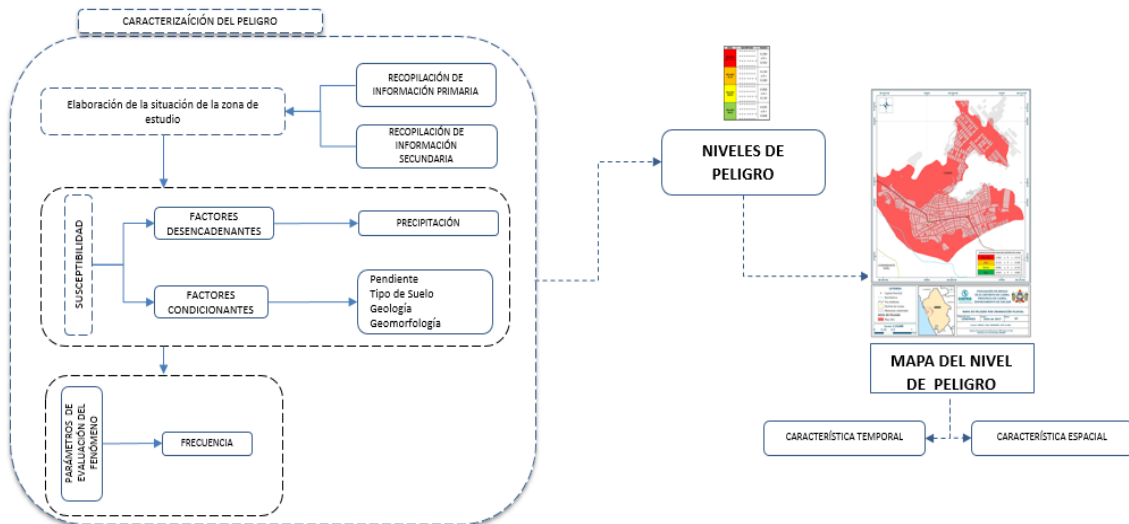 CARACTERIZAÍCIÓN DEL PELIGRO
RECOPILACIÓN DE
INFORMACIÓN PRIMARIA
Elaboración de la situación de la zona de
estudio
RECOPILACIÓN DE
INFORMACIÓN
SECUNDARIA
SUSCEPTIBILIDAD
FACTORES
DESENCADENANTES
PRECIPITACIÓN
FACTORES
CONDICIONANTES
Pendiente
Tipo de Suelo
Geología
Geomorfología
PARÁMETROS DE
EVALUACIÓN DEL
FENÓMENO
FRECUENCIA
NIVELES DE
PELIGRO
MAPA DEL NIVEL
DE PELIGRO
CARACTERÍSTICA TEMPORAL
CARACTERÍSTICA ESPACIAL